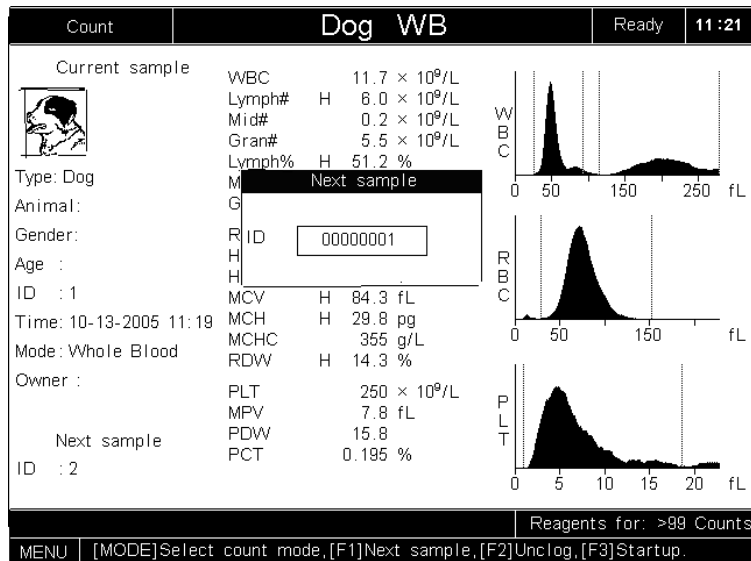 Count Dog WB Ready 11:21
Current sample
Type: Dog
Animal:
Gender:
Age :
ID : 1
Time: 10-13-2005 11:19
Mode: Whole Blood
Owner :
Next sample
ID : 2
WBC 11.7 × 10⁹/L
Lymph# H 6.0 × 10⁹/L
Mid# 0.2 × 10⁹/L
Gran# 5.5 × 10⁹/L
Lymph% H 51.2 %
M
G
R
H
H
Next sample
ID 00000001
MCV H 84.3 fL
MCH H 29.8 pg
MCHC 355 g/L
RDW H 14.3 %
PLT 250 × 10⁹/L
MPV 7.8 fL
PDW 15.8
PCT 0.195 %
WBC
0 50 150 250 fL
RBC
0 50 150 fL
PLT
0 5 10 15 20 fL
Reagents for: >99 Counts
MENU [MODE]Select count mode,[F1]Next sample,[F2]Unclog,[F3]Startup.